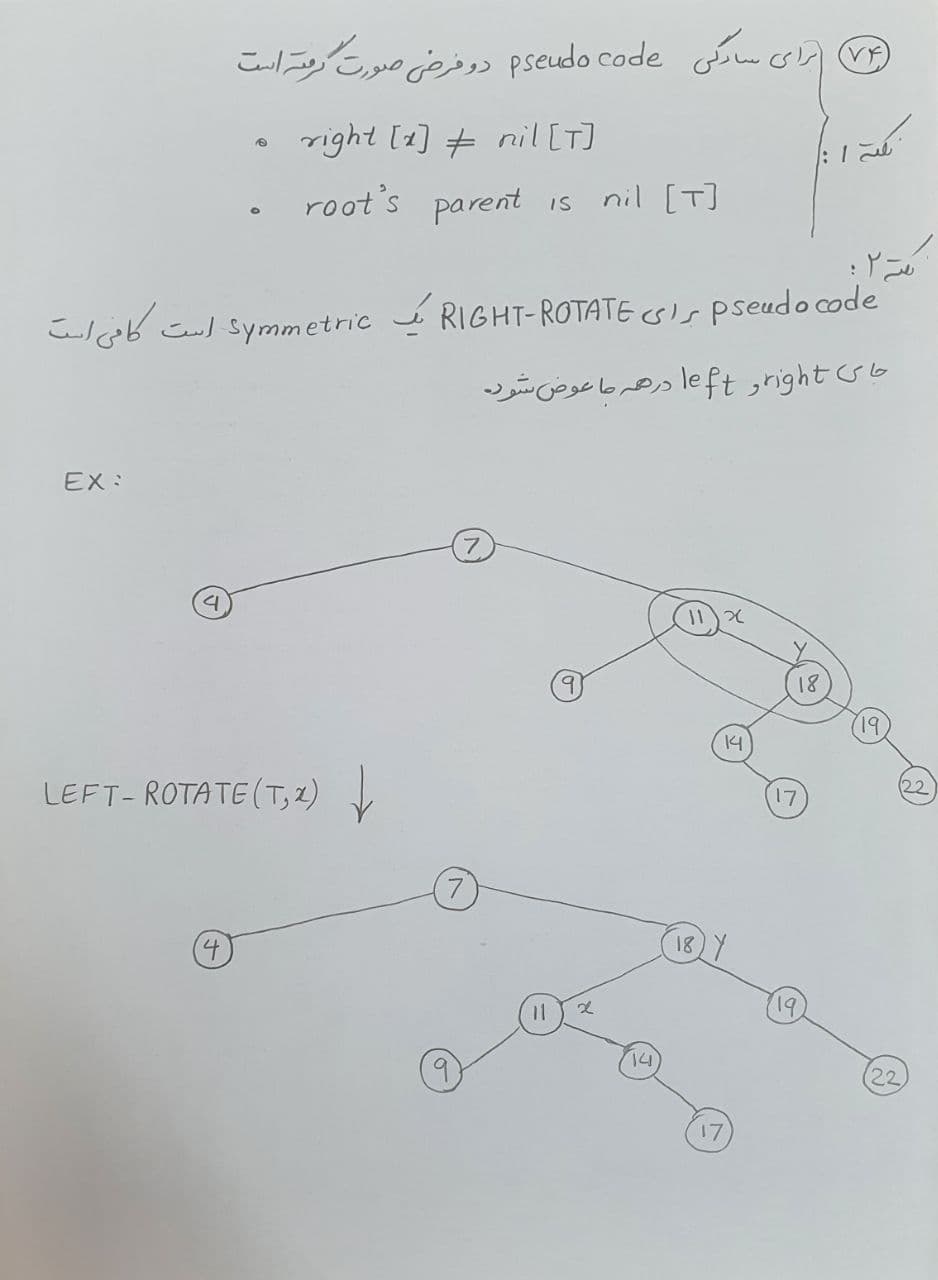 ۷۴
نکته ۱: برای سادگی pseudo code دو فرض صورت گرفته است
• right [x] ≠ nil [T]
• root's parent is nil [T]
نکته ۲:
pseudocode برای RIGHT-ROTATE یک symmetric است کافی است
جای right و left در همه جا عوض شود.
EX:
7
4
11 x
y
9
18
14
19
17
22
LEFT-ROTATE(T,x) ↓
7
4
18 y
11 x
19
9
14
22
17